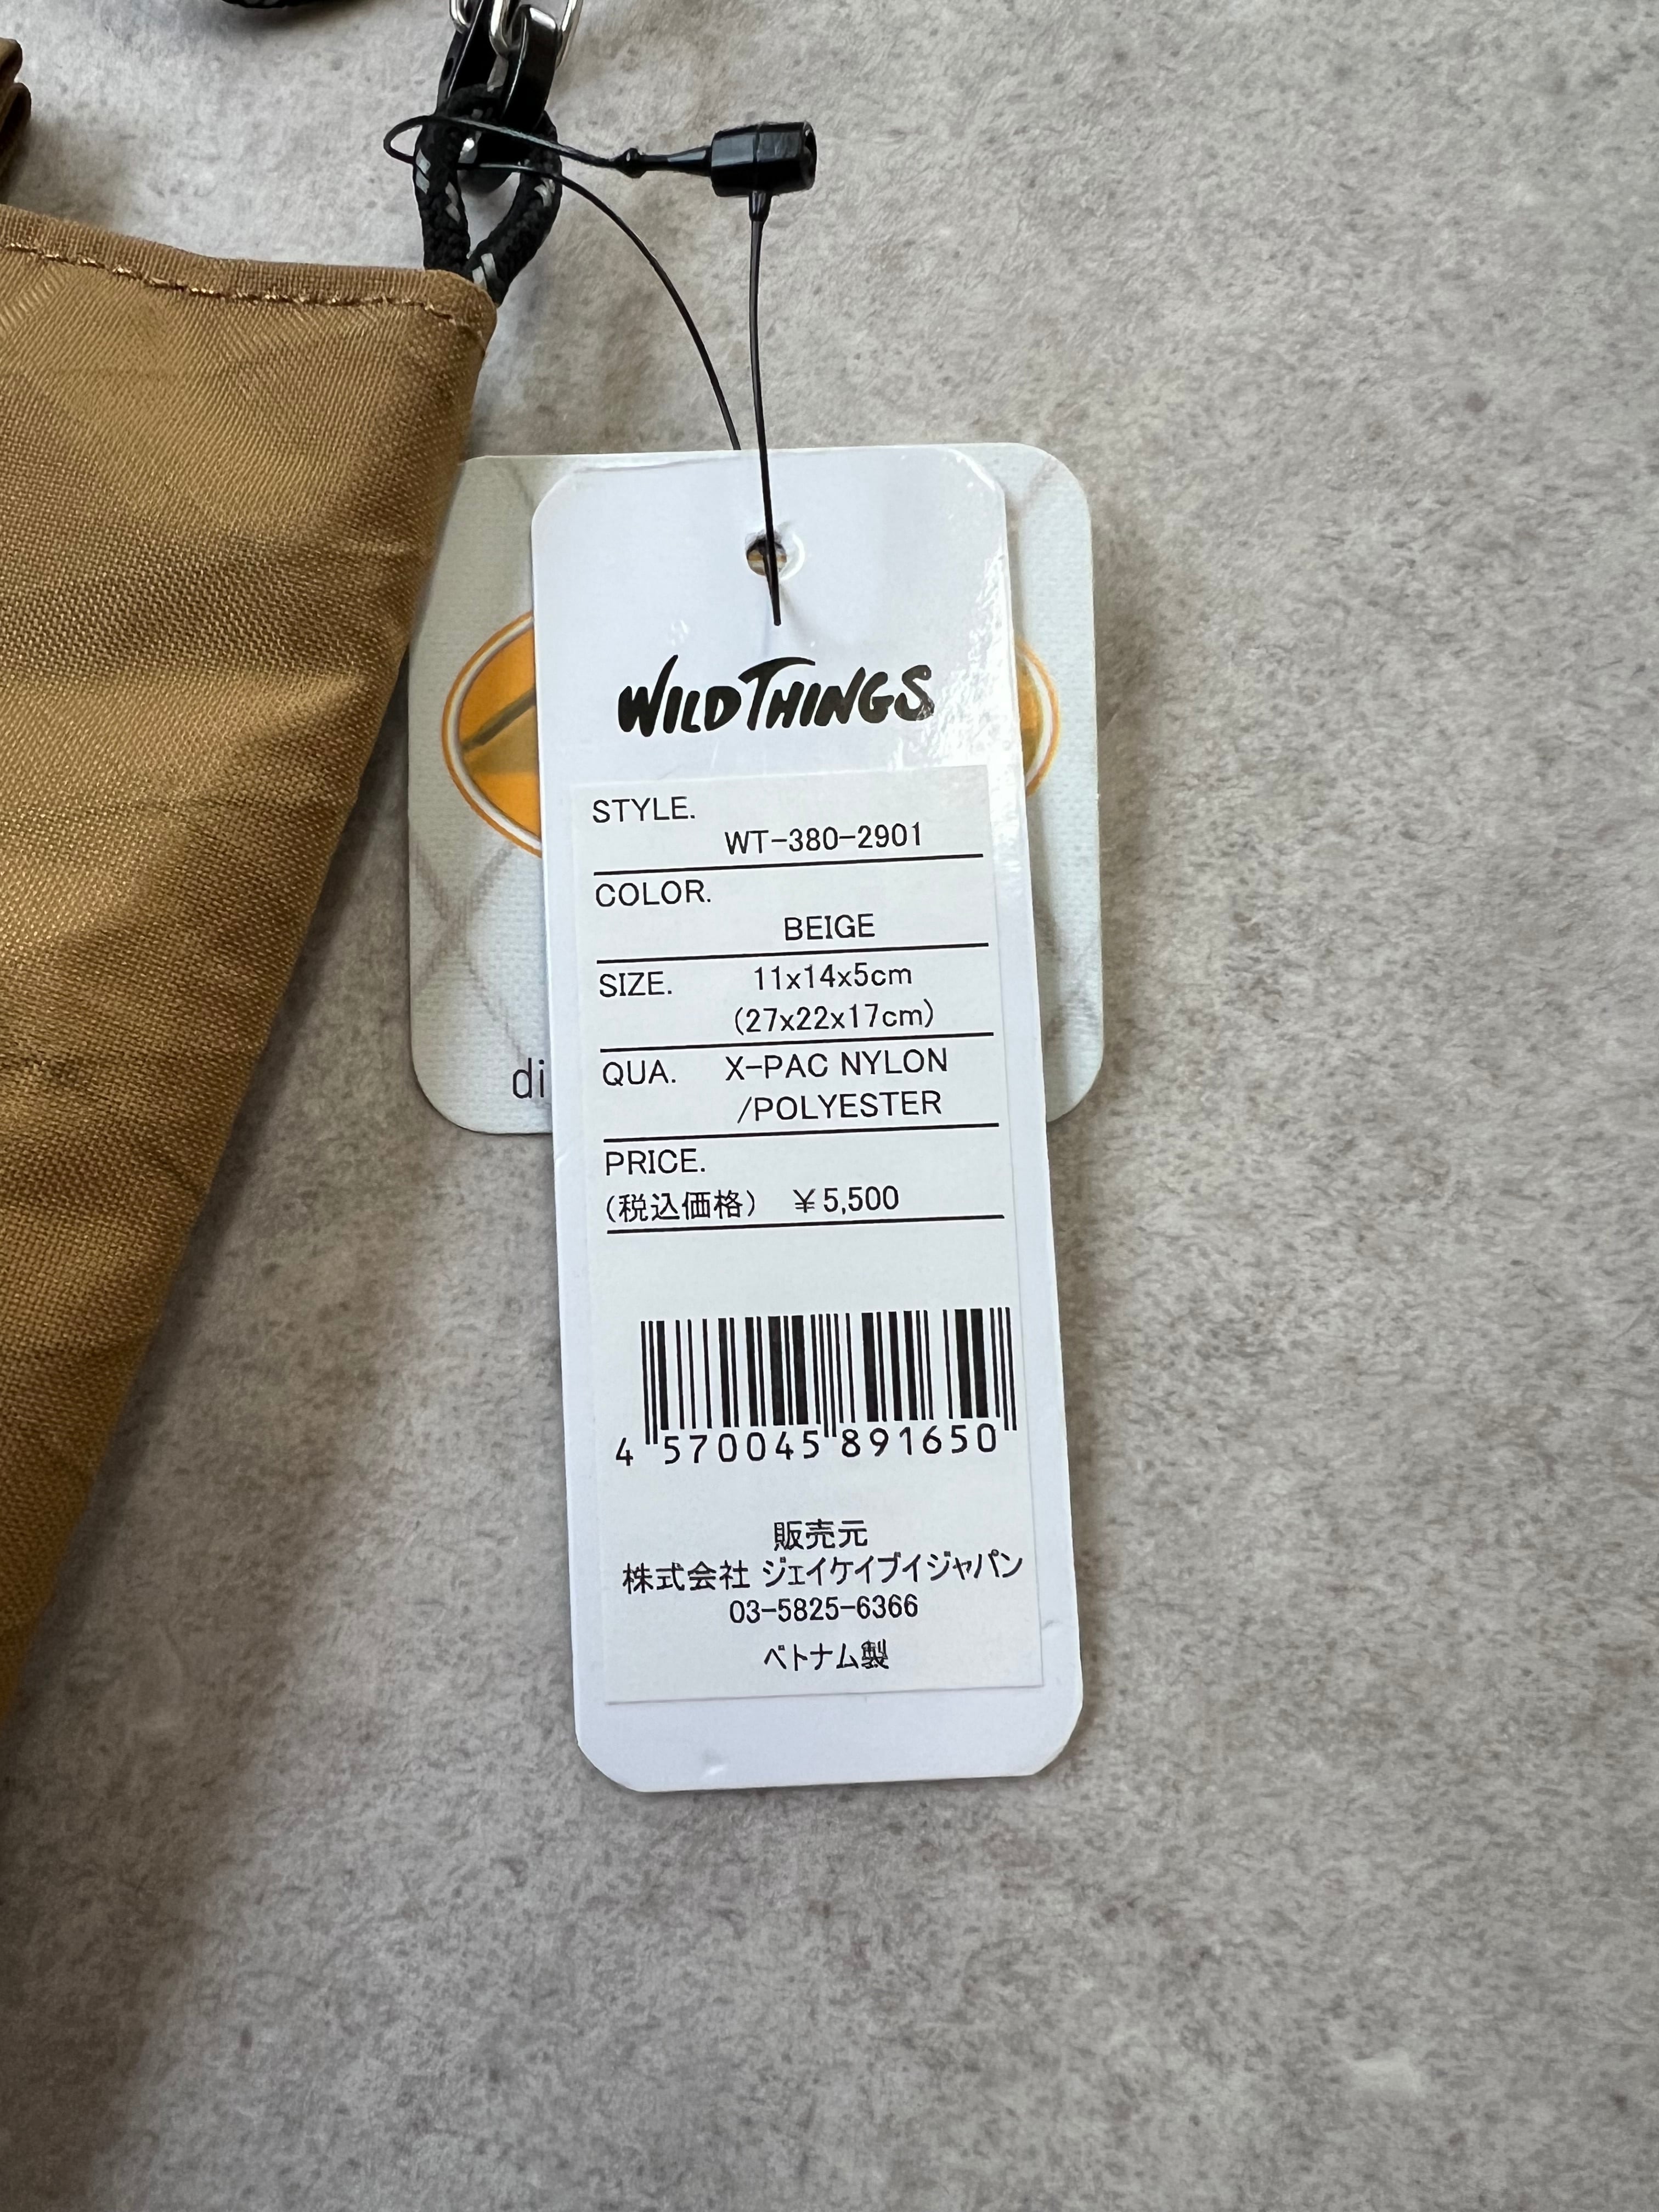 WILDTHINGS
STYLE.
WT-380-2901
COLOR.
BEIGE
SIZE. 11x14x5cm
(27x22x17cm)
QUA. X-PAC NYLON
/POLYESTER
PRICE.
(税込価格) ¥5,500
4 570045 891650
販売元
株式会社 ジェイケイブイジャパン
03-5825-6366
ベトナム製
di